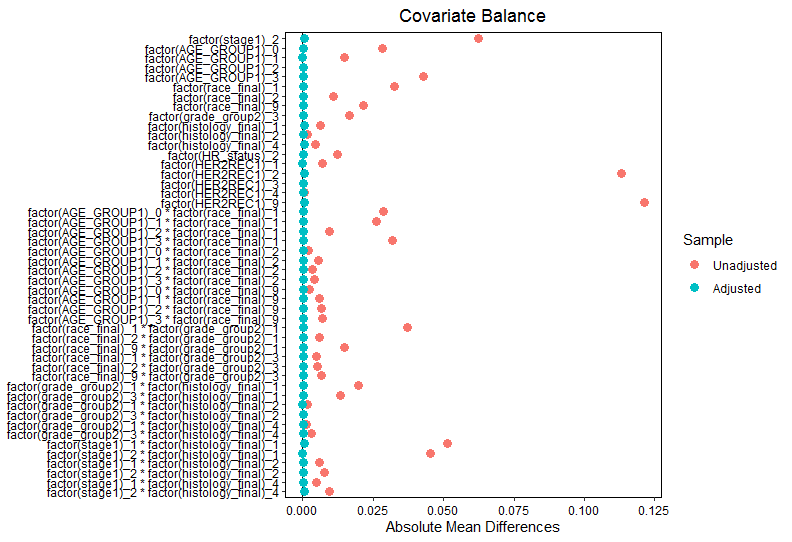 Covariate Balance
factor(stage1)_2
factor(AGE_GROUP1)_0
factor(AGE_GROUP1)_1
factor(AGE_GROUP1)_2
factor(AGE_GROUP1)_3
factor(race_final)_1
factor(race_final)_2
factor(race_final)_9
factor(grade_group2)_3
factor(histology_final)_1
factor(histology_final)_2
factor(histology_final)_4
factor(HR_status)_2
factor(HER2REC1)_1
factor(HER2REC1)_2
factor(HER2REC1)_3
factor(HER2REC1)_4
factor(HER2REC1)_9
factor(AGE_GROUP1)_0 * factor(race_final)_1
factor(AGE_GROUP1)_1 * factor(race_final)_1
factor(AGE_GROUP1)_2 * factor(race_final)_1
factor(AGE_GROUP1)_3 * factor(race_final)_1
factor(AGE_GROUP1)_0 * factor(race_final)_2
factor(AGE_GROUP1)_1 * factor(race_final)_2
factor(AGE_GROUP1)_2 * factor(race_final)_2
factor(AGE_GROUP1)_3 * factor(race_final)_2
factor(AGE_GROUP1)_0 * factor(race_final)_9
factor(AGE_GROUP1)_1 * factor(race_final)_9
factor(AGE_GROUP1)_2 * factor(race_final)_9
factor(AGE_GROUP1)_3 * factor(race_final)_9
factor(race_final)_1 * factor(grade_group2)_1
factor(race_final)_2 * factor(grade_group2)_1
factor(race_final)_9 * factor(grade_group2)_1
factor(race_final)_1 * factor(grade_group2)_3
factor(race_final)_2 * factor(grade_group2)_3
factor(race_final)_9 * factor(grade_group2)_3
factor(grade_group2)_1 * factor(histology_final)_1
factor(grade_group2)_3 * factor(histology_final)_1
factor(grade_group2)_1 * factor(histology_final)_2
factor(grade_group2)_3 * factor(histology_final)_2
factor(grade_group2)_1 * factor(histology_final)_4
factor(grade_group2)_3 * factor(histology_final)_4
factor(stage1)_1 * factor(histology_final)_1
factor(stage1)_2 * factor(histology_final)_1
factor(stage1)_1 * factor(histology_final)_2
factor(stage1)_2 * factor(histology_final)_2
factor(stage1)_1 * factor(histology_final)_4
factor(stage1)_2 * factor(histology_final)_4
0.000 0.025 0.050 0.075 0.100 0.125
Absolute Mean Differences
Sample
Unadjusted
Adjusted